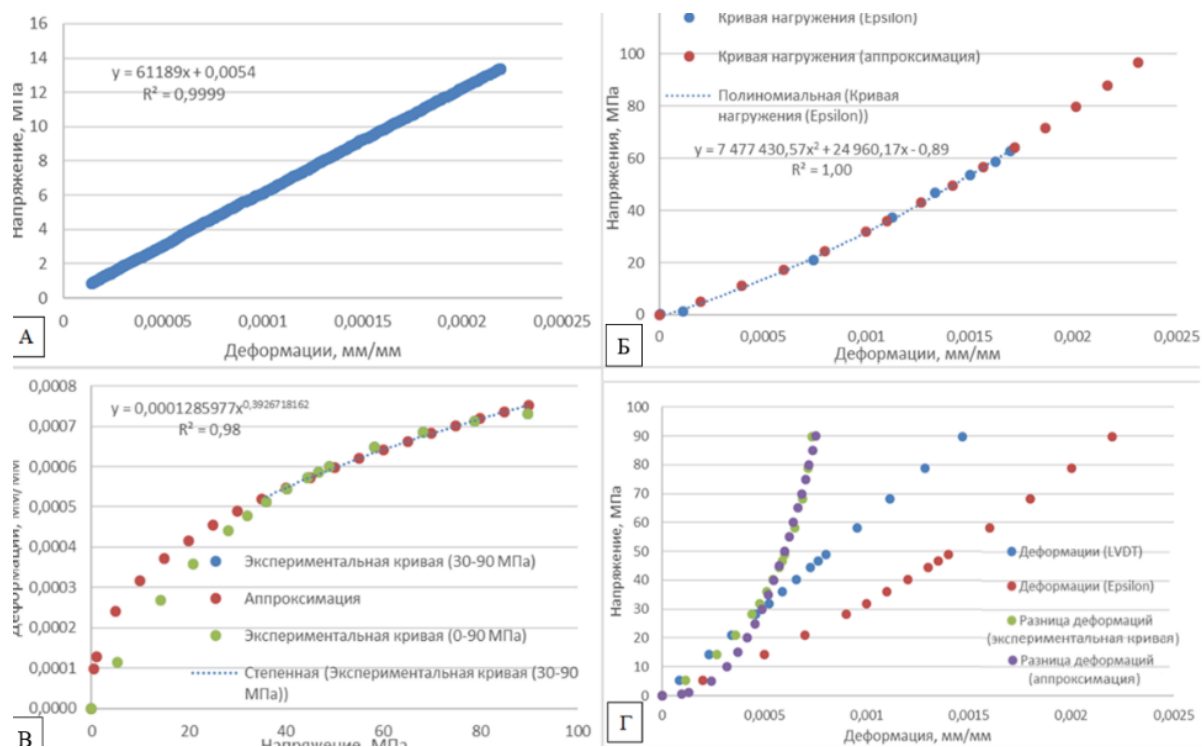 16
14
12
10
8
6
4
2
0
y = 61189x + 0,0054
R² = 0,9999
Напряжение, МПа
0
0,00005
0,0001
0,00015
0,0002
0,00025
Деформации, мм/мм
А
Кривая нагружения (Epsilon)
Кривая нагружения (аппроксимация)
Полиномиальная (Кривая
нагружения (Epsilon))
y = 7 477 430,57x² + 24 960,17x - 0,89
R² = 1,00
100
80
60
40
20
0
Напряжения, МПа
0,0005
0,001
0,0015
0,002
0,0025
Деформации, мм/мм
Б
0,0008
0,0007
0,0006
0,0005
0,0004
0,0003
0,0002
0,0001
0,0000
y = 0,0001285977x^0,3926718162
R² = 0,98
Деформации, мм/мм
Экспериментальная кривая (30-90 МПа)
Аппроксимация
Экспериментальная кривая (0-90 МПа)
Степенная (Экспериментальная кривая (30-90
МПа))
0
20
40
60
80
100
Напряжение, МПа
В
100
90
80
70
60
50
40
30
20
10
0
Напряжение, МПа
Деформации (LVDT)
Деформации (Epsilon)
Разница деформаций
(экспериментальная кривая)
Разница деформаций
(аппроксимация)
0
0,0005
0,001
0,0015
0,002
0,0025
Деформация, мм/мм
Г